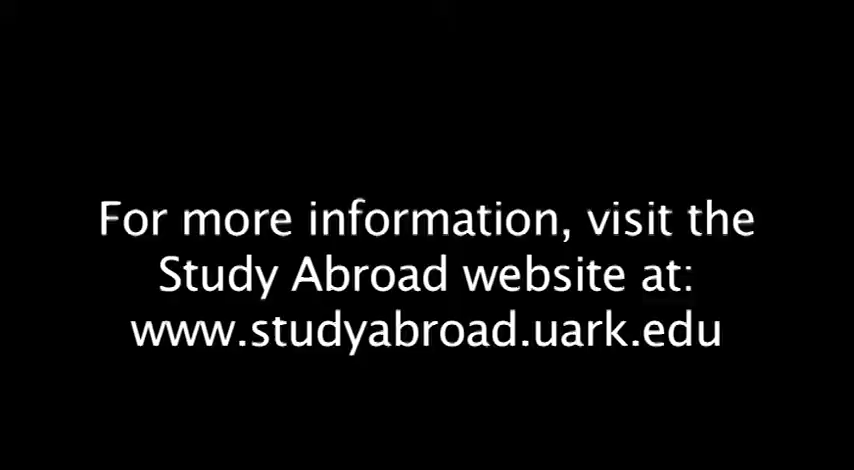 For more information, visit the
Study Abroad website at:
www.studyabroad.uark.edu